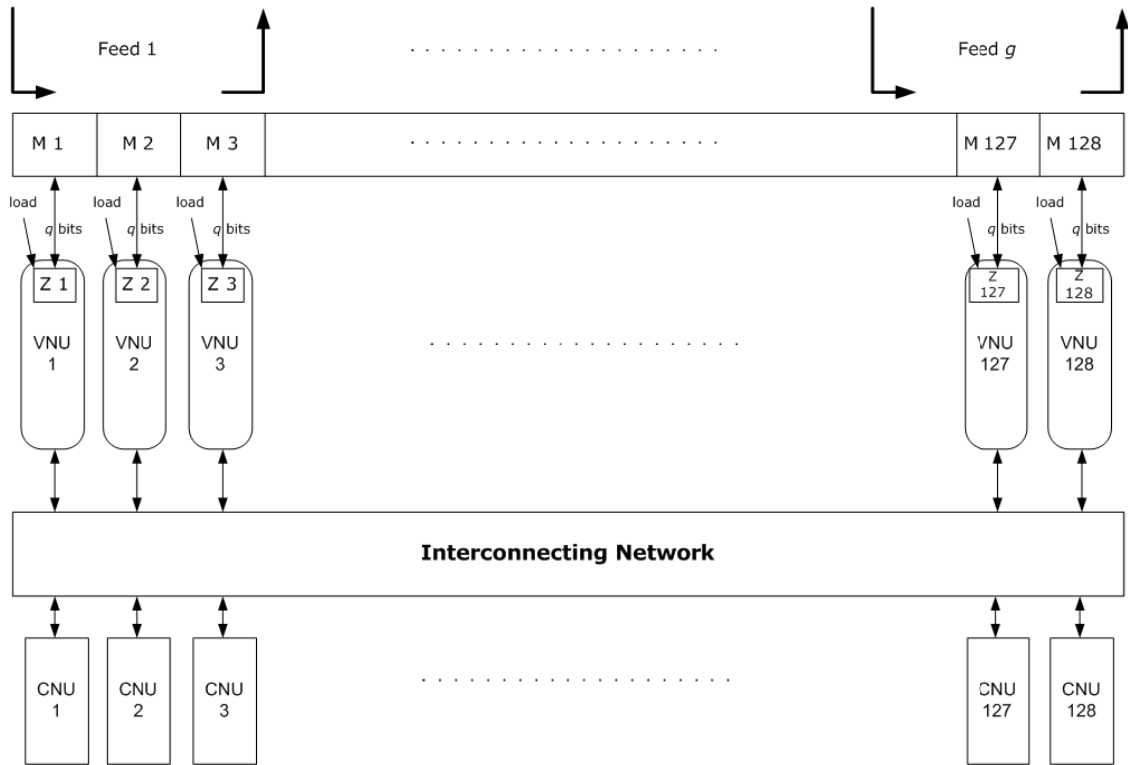 Feed 1
Feed g
M 1 M 2 M 3 M 127 M 128
load load load load load
q bits q bits q bits q bits q bits
Z 1 Z 2 Z 3 Z 127 Z 128
VNU 1
VNU 2
VNU 3
VNU 127
VNU 128
Interconnecting Network
CNU 1
CNU 2
CNU 3
CNU 127
CNU 128